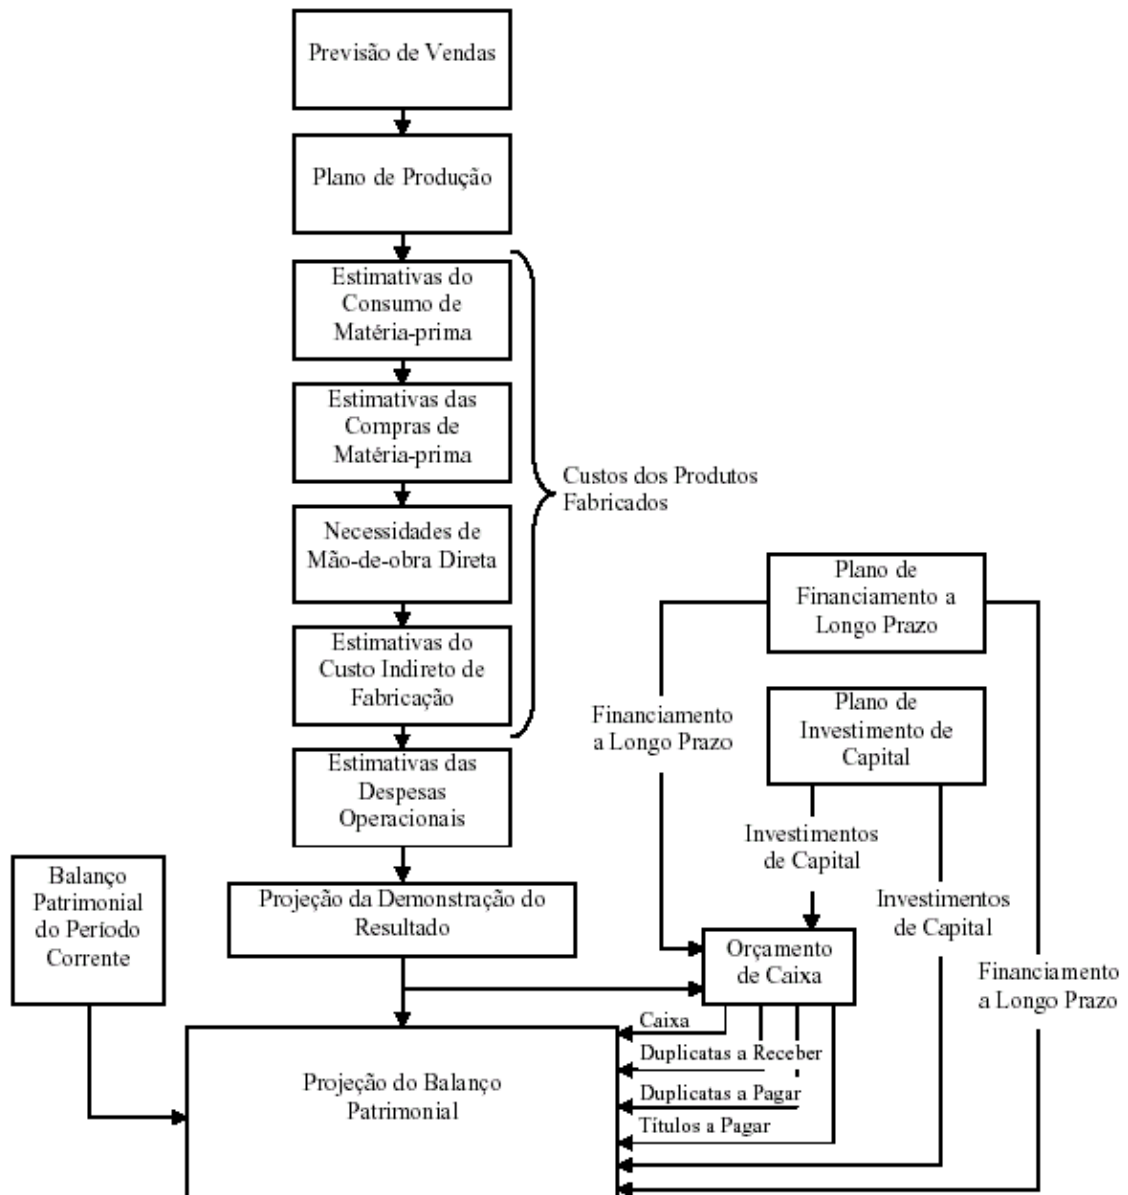 Previsão de Vendas
Plano de Produção
Estimativas do
Consumo de
Matéria-prima
Estimativas das
Compras de
Matéria-prima
Custos dos Produtos
Fabricados
Necessidades de
Mão-de-obra Direta
Estimativas do
Custo Indireto de
Fabricação
Plano de
Financiamento a
Longo Prazo
Financiamento
a Longo Prazo
Plano de
Investimento de
Capital
Estimativas das
Despesas
Operacionais
Investimentos
de Capital
Balanço
Patrimonial
do Período
Corrente
Projeção da Demonstração do
Resultado
Investimentos
de Capital
Orçamento
de Caixa
Financiamento
a Longo Prazo
Caixa
Duplicatas a Receber
Duplicatas a Pagar
Títulos a Pagar
Projeção do Balanço
Patrimonial